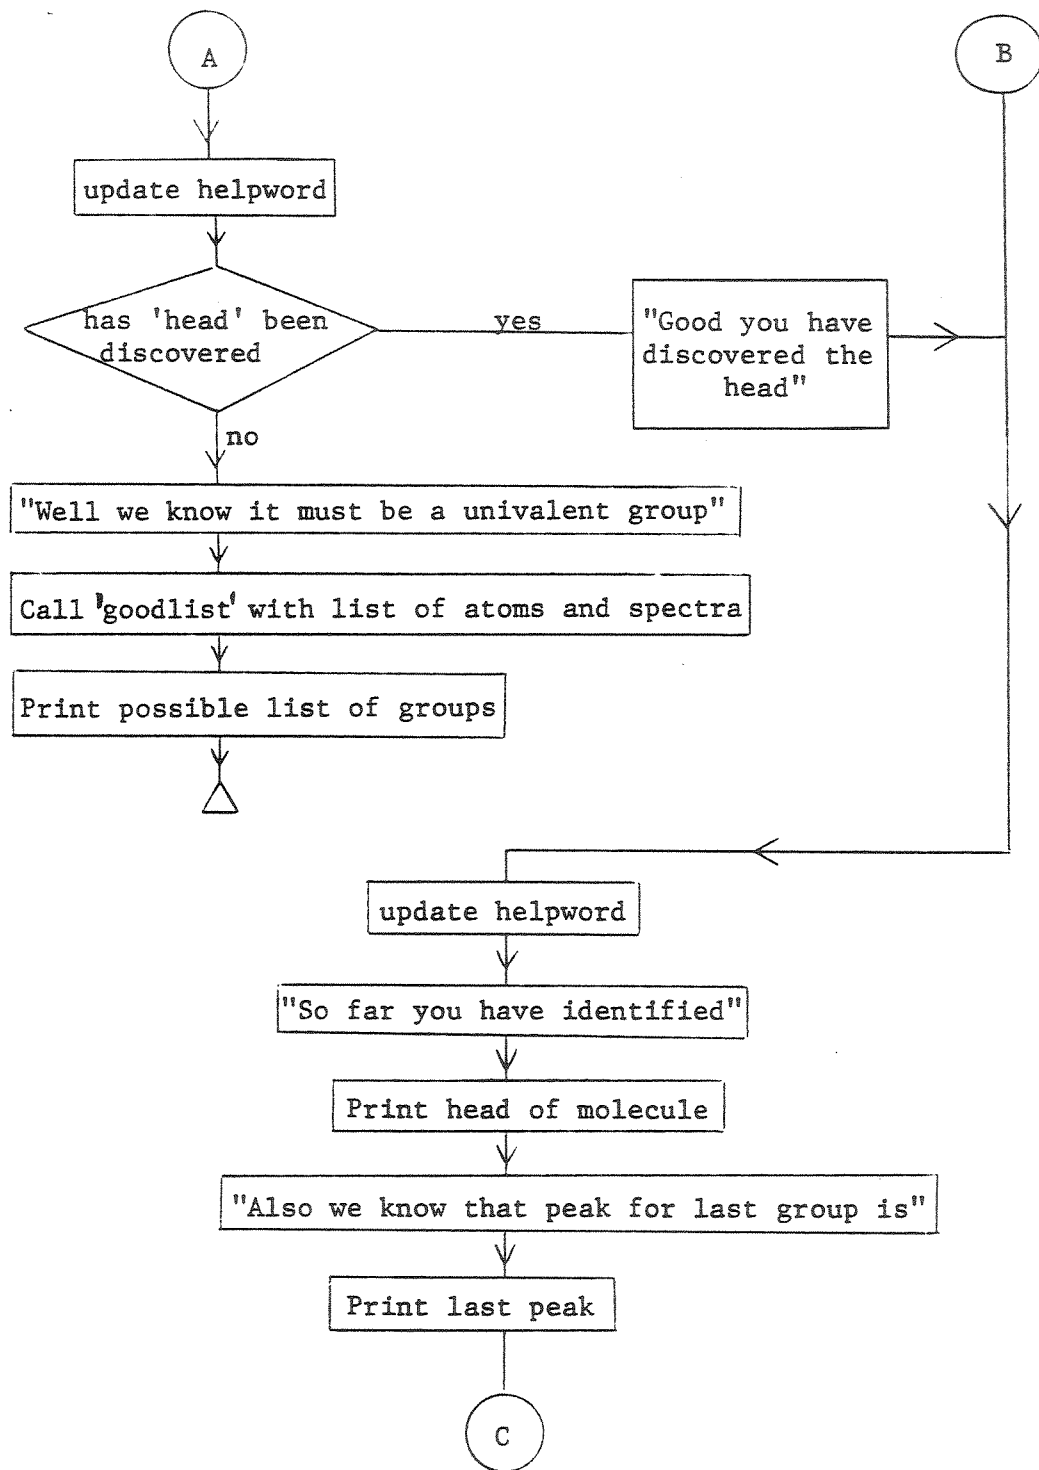 A
B
update helpword
has 'head' been
discovered
yes
"Good you have
discovered the
head"
no
"Well we know it must be a univalent group"
Call 'goodlist' with list of atoms and spectra
Print possible list of groups
update helpword
"So far you have identified"
Print head of molecule
"Also we know that peak for last group is"
Print last peak
C